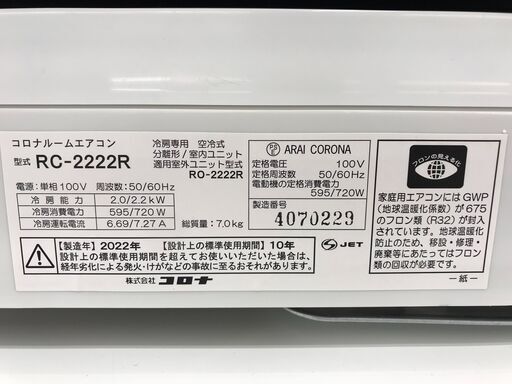 コロナルームエアコン
型式 RC-2222R
電源:単相100V 周波数:50/60Hz
冷房能力 2.0/2.2kW
冷房消費電力 595/720W
冷房運転電流 6.69/7.27A
冷房専用 空冷式
分離形/室内ユニット
適用室外ユニット型式
RO-2222R
総質量:7.0kg
PSE ARAI CORONA
定格電圧 100V
定格周波数 50/60Hz
電動機の定格消費電力
595/720W
製造番号
4070229
【製造年】2022年 【設計上の標準使用期間】10年
設計上の標準使用期間を超えてお使いいただいた場合は、
経年劣化による発火・けがなどの事故に至るおそれがあります。
JET
株式会社 コロナ
フロンの見える化
家庭用エアコンにはGWP
(地球温暖化係数)が675
のフロン類(R32)が封入
されています。地球温暖化
防止のため、移設・修理・
廃棄等にあたってはフロン
類の回収が必要です。
一紙一